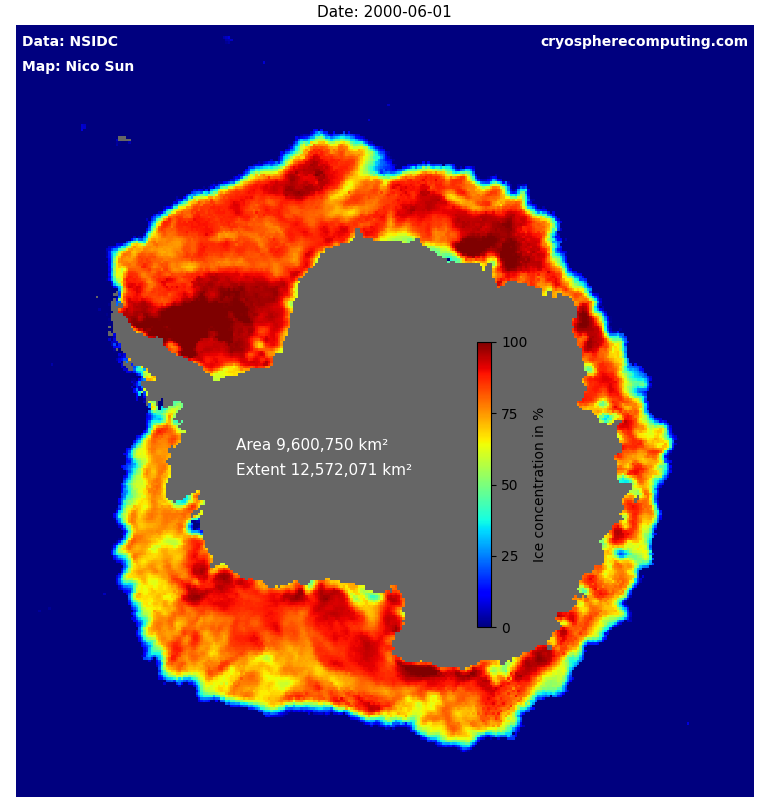 Date: 2000-06-01
Data: NSIDC
cryospherecomputing.com
Map: Nico Sun
100
75
50
25
0
Ice concentration in %
Area 9,600,750 km²
Extent 12,572,071 km²